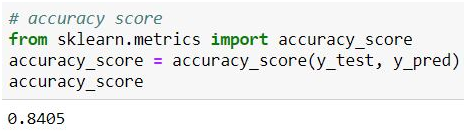 # accuracy score
from sklearn.metrics import accuracy_score
accuracy_score = accuracy_score(y_test, y_pred)
accuracy_score
0.8405